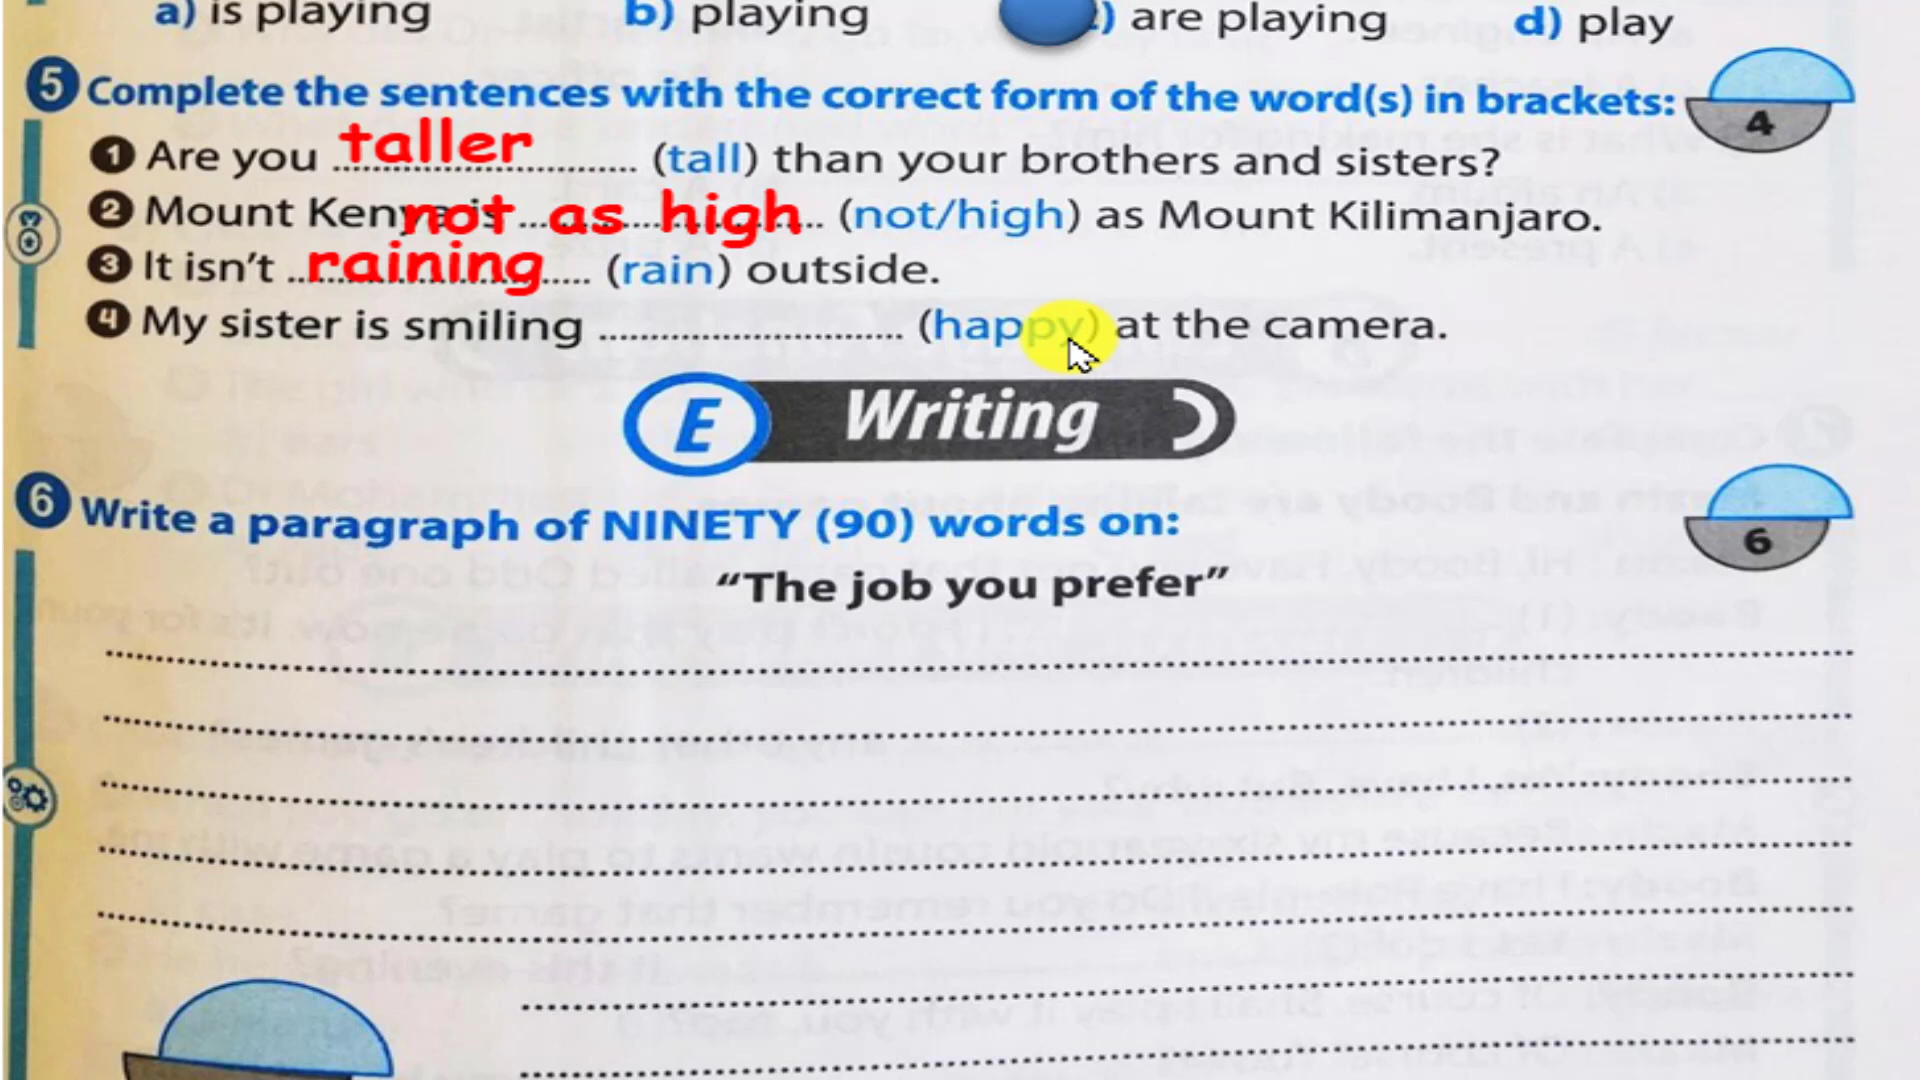 a) is playing b) playing c) are playing d) play
5 Complete the sentences with the correct form of the word(s) in brackets: 4
1 Are you taller (tall) than your brothers and sisters?
2 Mount Kenya is not as high (not/high) as Mount Kilimanjaro.
3 It isn't raining (rain) outside.
4 My sister is smiling .............................. (happy) at the camera.
E Writing
6 Write a paragraph of NINETY (90) words on: 6
"The job you prefer"